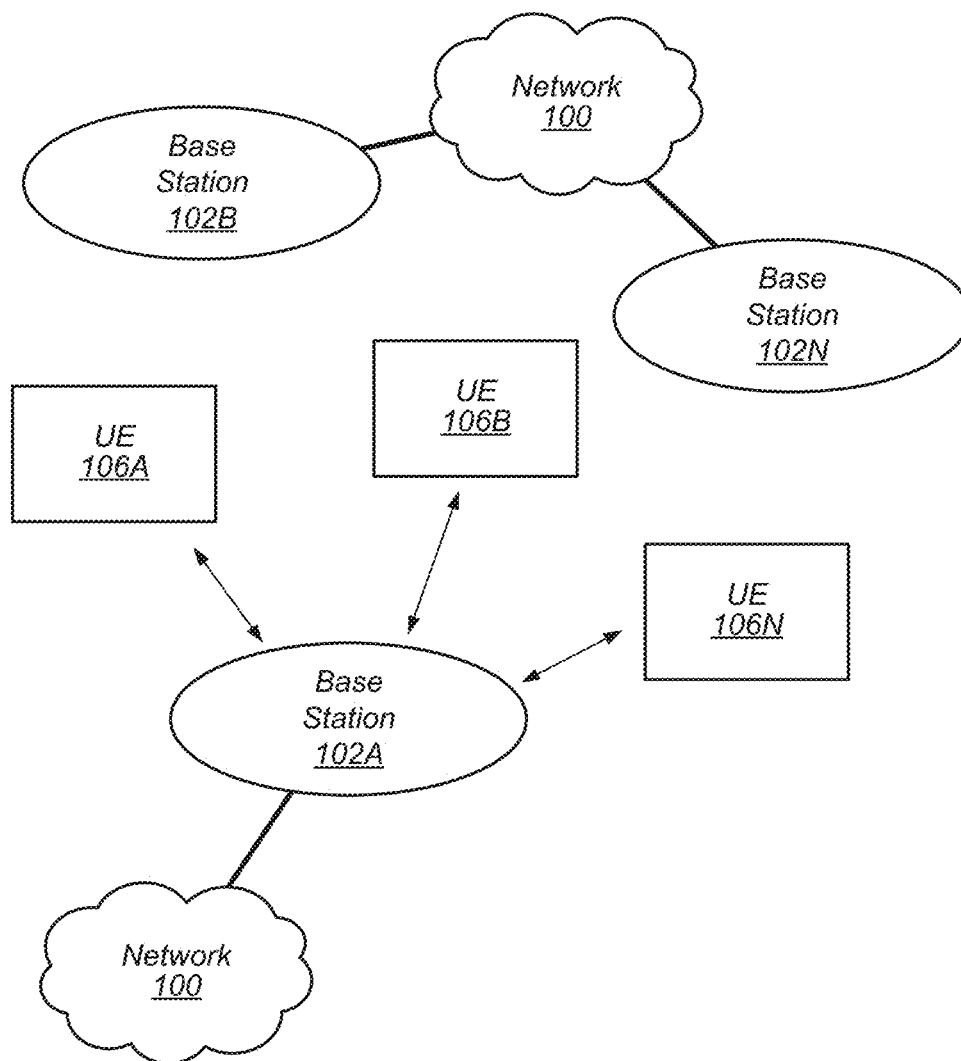 Network
100
Base
Station
102B
Base
Station
102N
UE
106B
UE
106A
UE
106N
Base
Station
102A
Network
100